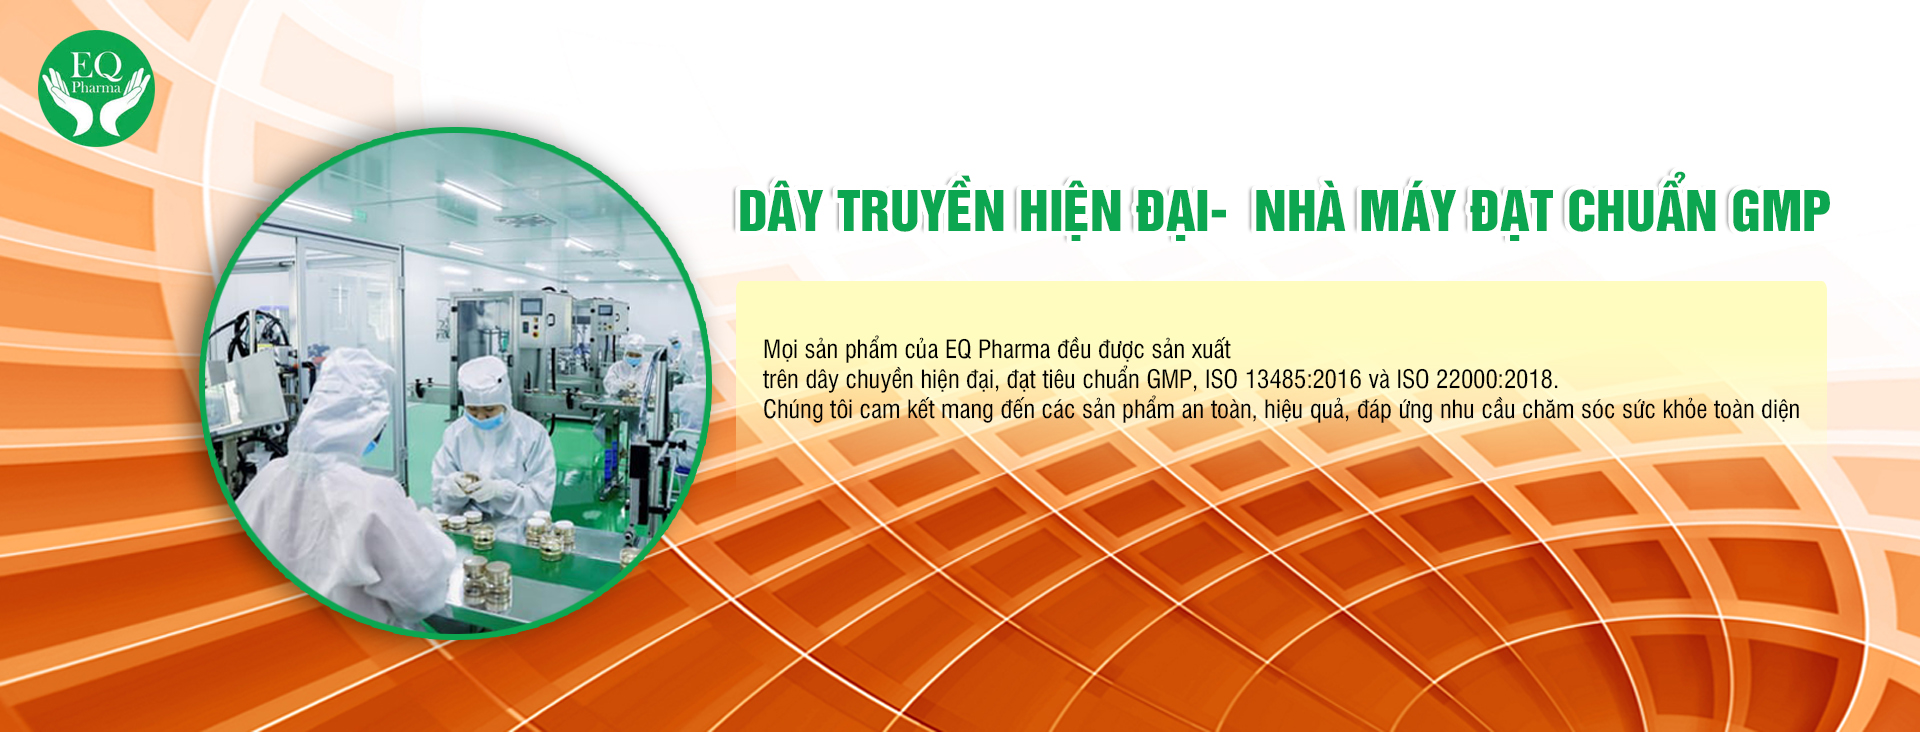 EQ
Pharma
DÂY TRUYỀN HIỆN ĐẠI- NHÀ MÁY ĐẠT CHUẨN GMP
Mọi sản phẩm của EQ Pharma đều được sản xuất
trên dây chuyền hiện đại, đạt tiêu chuẩn GMP, ISO 13485:2016 và ISO 22000:2018.
Chúng tôi cam kết mang đến các sản phẩm an toàn, hiệu quả, đáp ứng nhu cầu chăm sóc sức khỏe toàn diện